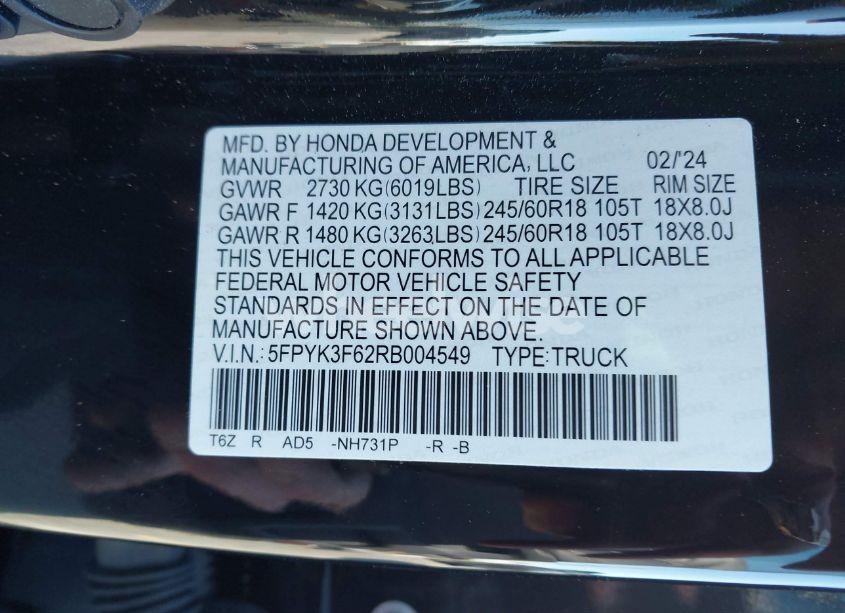 MFD. BY HONDA DEVELOPMENT &
MANUFACTURING OF AMERICA, LLC 02/'24
GVWR 2730 KG(6019LBS) TIRE SIZE RIM SIZE
GAWR F 1420 KG(3131LBS) 245/60R18 105T 18X8.0J
GAWR R 1480 KG(3263LBS) 245/60R18 105T 18X8.0J
THIS VEHICLE CONFORMS TO ALL APPLICABLE
FEDERAL MOTOR VEHICLE SAFETY
STANDARDS IN EFFECT ON THE DATE OF
MANUFACTURE SHOWN ABOVE.
V.I.N.: 5FPYK3F62RB004549 TYPE:TRUCK
T6Z R AD5 -NH731P -R -B